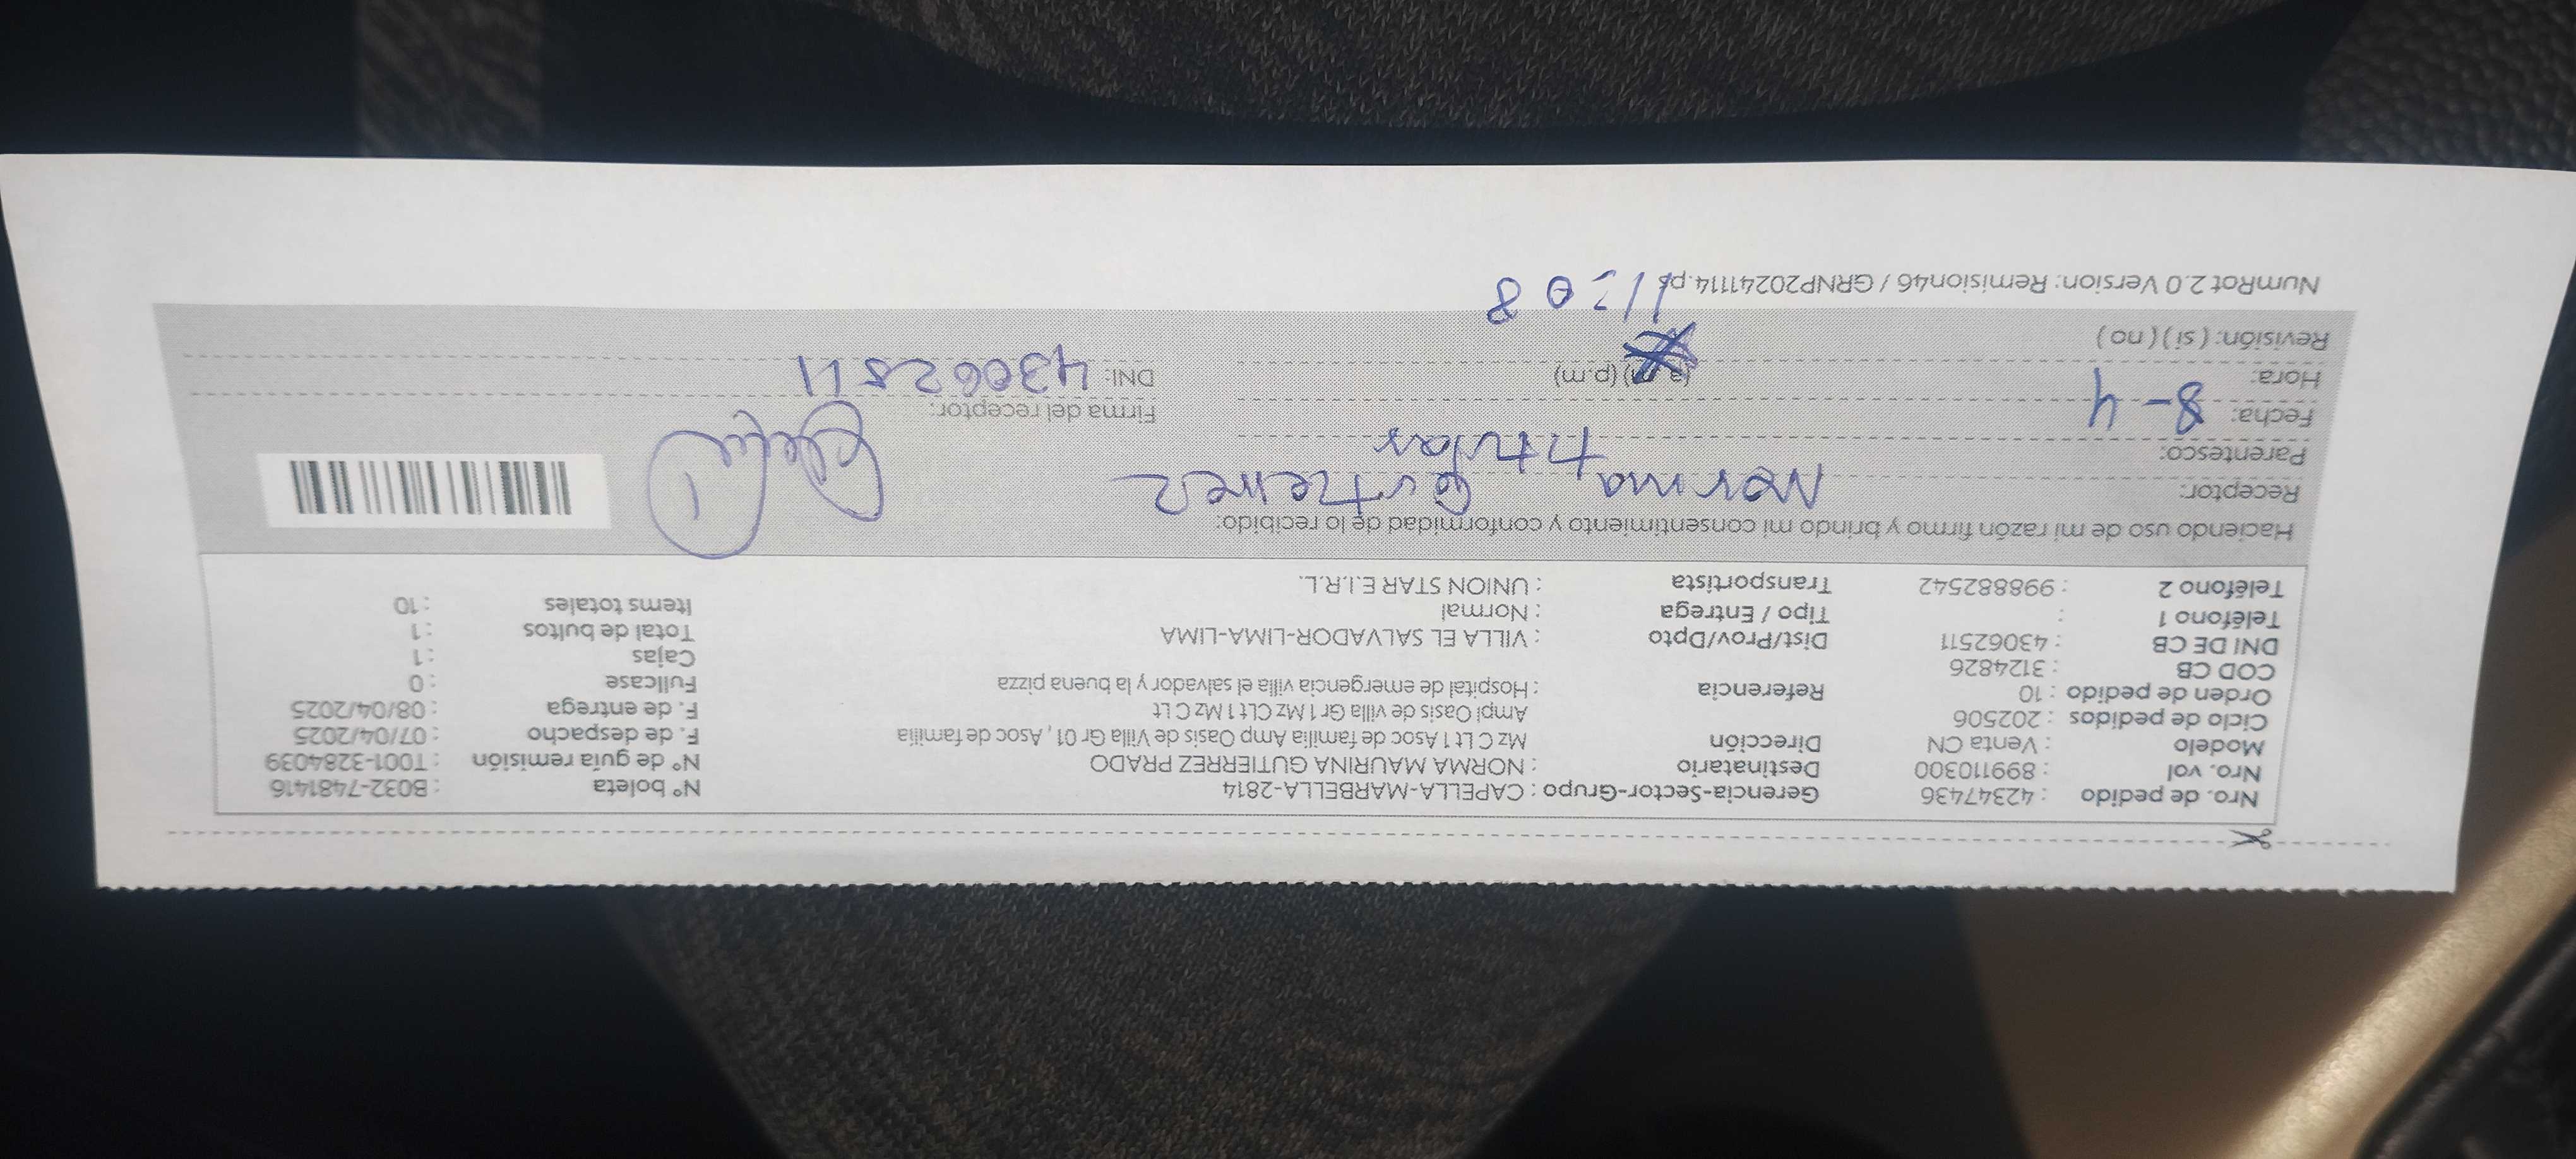 Nro. de pedido : 42347436 Gerencia-Sector-Grupo : CAPELLA-MARBELLA-2814 Nº boleta : B032-7481416
Nro. vol : 899110300 Destinatario : NORMA MAURINA GUTIERREZ PRADO Nº de guía remisión : T001-3284039
Modelo : Venta CN Dirección Mz C Lt 1 Asoc de familia Amp Oasis de Villa Gr 01 , Asoc de familia F. de despacho : 07/04/2025
Ciclo de pedidos : 202506 Ampl Oasis de villa Gr 1 Mz CLt 1 Mz C Lt F. de entrega : 08/04/2025
Orden de pedido : 10 Referencia : Hospital de emergencia villa el salvador y la buena pizza Fullcase : 0
COD CB : 3124826 Cajas : 1
DNI DE CB : 43062511 Dist/Prov/Dpto : VILLA EL SALVADOR-LIMA-LIMA Total de bultos : 1
Teléfono 1 : Tipo / Entrega : Normal Items totales : 10
Teléfono 2 : 998882542 Transportista : UNION STAR E.I.R.L.
Haciendo uso de mi razón firmo y brindo mi consentimiento y conformidad de lo recibido:
Receptor: Norma Gutierrez
Parentesco: titular
Fecha: 8-4 Firma del receptor:
Hora: (p.m) DNI: 43062511
Revisión: ( si ) ( no )
11:08
NumRot 2.0 Version: Remision46 / GRNP20241114.ps